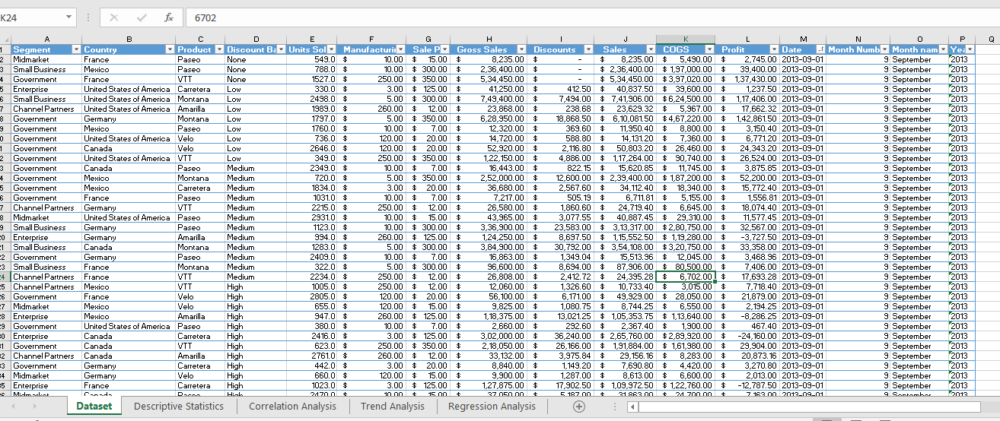 K24 fx 6702
A B C D E F G H I J K L M N O P Q
1 Segment Country Product Discount Ba Units Sol Manufacturin Sale P Gross Sales Discounts Sales COGS Profit Date Month Numb Month nam Yea
2 Midmarket France Paseo None 549.0 $ 10.00 $ 15.00 $ 8,235.00 $ - $ 8,235.00 $ 5,490.00 $ 2,745.00 2013-09-01 9 September 2013
3 Small Business Mexico Paseo None 788.0 $ 10.00 $ 300.00 $ 2,36,400.00 $ - $ 2,36,400.00 $ 1,97,000.00 $ 39,400.00 2013-09-01 9 September 2013
4 Government France VTT None 1527.0 $ 250.00 $ 350.00 $ 5,34,450.00 $ - $ 5,34,450.00 $ 3,97,020.00 $ 1,37,430.00 2013-09-01 9 September 2013
5 Enterprise United States of America Carretera Low 330.0 $ 3.00 $ 125.00 $ 41,250.00 $ 412.50 $ 40,837.50 $ 39,600.00 $ 1,237.50 2013-09-01 9 September 2013
6 Small Business United States of America Montana Low 2498.0 $ 5.00 $ 300.00 $ 7,49,400.00 $ 7,494.00 $ 7,41,906.00 $ 6,24,500.00 $ 1,17,406.00 2013-09-01 9 September 2013
7 Channel Partners United States of America Amarilla Low 1989.0 $ 260.00 $ 12.00 $ 23,868.00 $ 238.68 $ 23,629.32 $ 5,967.00 $ 17,662.32 2013-09-01 9 September 2013
8 Government Germany Montana Low 1797.0 $ 5.00 $ 350.00 $ 6,28,950.00 $ 18,868.50 $ 6,10,081.50 $ 4,67,220.00 $ 1,42,861.50 2013-09-01 9 September 2013
9 Government Mexico Paseo Low 1760.0 $ 10.00 $ 7.00 $ 12,320.00 $ 369.60 $ 11,950.40 $ 8,800.00 $ 3,150.40 2013-09-01 9 September 2013
0 Government United States of America Velo Low 736.0 $ 120.00 $ 20.00 $ 14,720.00 $ 588.80 $ 14,131.20 $ 7,360.00 $ 6,771.20 2013-09-01 9 September 2013
1 Government Canada Velo Low 2646.0 $ 120.00 $ 20.00 $ 52,920.00 $ 2,116.80 $ 50,803.20 $ 26,460.00 $ 24,343.20 2013-09-01 9 September 2013
2 Government United States of America VTT Low 349.0 $ 250.00 $ 350.00 $ 1,22,150.00 $ 4,886.00 $ 1,17,264.00 $ 90,740.00 $ 26,524.00 2013-09-01 9 September 2013
3 Government Canada Paseo Medium 2349.0 $ 10.00 $ 7.00 $ 16,443.00 $ 822.15 $ 15,620.85 $ 11,745.00 $ 3,875.85 2013-09-01 9 September 2013
4 Government Mexico Montana Medium 720.0 $ 5.00 $ 350.00 $ 2,52,000.00 $ 12,600.00 $ 2,39,400.00 $ 1,87,200.00 $ 52,200.00 2013-09-01 9 September 2013
5 Government Mexico Carretera Medium 1834.0 $ 3.00 $ 20.00 $ 36,680.00 $ 2,567.60 $ 34,112.40 $ 18,340.00 $ 15,772.40 2013-09-01 9 September 2013
6 Government France Paseo Medium 1031.0 $ 10.00 $ 7.00 $ 7,217.00 $ 505.19 $ 6,711.81 $ 5,155.00 $ 1,556.81 2013-09-01 9 September 2013
7 Channel Partners Germany VTT Medium 2215.0 $ 250.00 $ 12.00 $ 26,580.00 $ 1,860.60 $ 24,719.40 $ 6,645.00 $ 18,074.40 2013-09-01 9 September 2013
8 Midmarket United States of America Paseo Medium 2931.0 $ 10.00 $ 15.00 $ 43,965.00 $ 3,077.55 $ 40,887.45 $ 29,310.00 $ 11,577.45 2013-09-01 9 September 2013
9 Small Business Germany Paseo Medium 1123.0 $ 10.00 $ 300.00 $ 3,36,900.00 $ 23,583.00 $ 3,13,317.00 $ 2,80,750.00 $ 32,567.00 2013-09-01 9 September 2013
20 Enterprise Germany Amarilla Medium 994.0 $ 260.00 $ 125.00 $ 1,24,250.00 $ 8,697.50 $ 1,15,552.50 $ 1,19,280.00 $ -3,727.50 2013-09-01 9 September 2013
21 Small Business Canada Montana Medium 1283.0 $ 5.00 $ 300.00 $ 3,84,900.00 $ 30,792.00 $ 3,54,108.00 $ 3,20,750.00 $ 33,358.00 2013-09-01 9 September 2013
22 Government Germany Paseo Medium 2409.0 $ 10.00 $ 7.00 $ 16,863.00 $ 1,349.04 $ 15,513.96 $ 12,045.00 $ 3,468.96 2013-09-01 9 September 2013
23 Small Business France Montana Medium 322.0 $ 5.00 $ 300.00 $ 96,600.00 $ 8,694.00 $ 87,906.00 $ 80,500.00 $ 7,406.00 2013-09-01 9 September 2013
24 Channel Partners France VTT Medium 2234.0 $ 250.00 $ 12.00 $ 26,808.00 $ 2,412.72 $ 24,395.28 $ 6,702.00 $ 17,693.28 2013-09-01 9 September 2013
25 Channel Partners Mexico VTT High 1005.0 $ 250.00 $ 12.00 $ 12,060.00 $ 1,326.60 $ 10,733.40 $ 3,015.00 $ 7,718.40 2013-09-01 9 September 2013
26 Government France Velo High 2805.0 $ 120.00 $ 20.00 $ 56,100.00 $ 6,171.00 $ 49,929.00 $ 28,050.00 $ 21,879.00 2013-09-01 9 September 2013
27 Midmarket Mexico Velo High 655.0 $ 120.00 $ 15.00 $ 9,825.00 $ 1,080.75 $ 8,744.25 $ 6,550.00 $ 2,194.25 2013-09-01 9 September 2013
28 Enterprise Mexico Amarilla High 947.0 $ 260.00 $ 125.00 $ 1,18,375.00 $ 13,021.25 $ 1,05,353.75 $ 1,13,640.00 $ -8,286.25 2013-09-01 9 September 2013
29 Government United States of America Paseo High 380.0 $ 10.00 $ 7.00 $ 2,660.00 $ 292.60 $ 2,367.40 $ 1,900.00 $ 467.40 2013-09-01 9 September 2013
30 Enterprise Canada Carretera High 2416.0 $ 3.00 $ 125.00 $ 3,02,000.00 $ 36,240.00 $ 2,65,760.00 $ 2,89,920.00 $ -24,160.00 2013-09-01 9 September 2013
31 Government Canada VTT High 623.0 $ 250.00 $ 350.00 $ 2,18,050.00 $ 26,166.00 $ 1,91,884.00 $ 1,61,980.00 $ 29,904.00 2013-09-01 9 September 2013
32 Channel Partners Canada Amarilla High 2761.0 $ 260.00 $ 12.00 $ 33,132.00 $ 3,975.84 $ 29,156.16 $ 8,283.00 $ 20,873.16 2013-09-01 9 September 2013
33 Government Germany Carretera High 442.0 $ 3.00 $ 20.00 $ 8,840.00 $ 1,149.20 $ 7,690.80 $ 4,420.00 $ 3,270.80 2013-09-01 9 September 2013
34 Midmarket Germany Velo High 660.0 $ 120.00 $ 15.00 $ 9,900.00 $ 1,287.00 $ 8,613.00 $ 6,600.00 $ 2,013.00 2013-09-01 9 September 2013
35 Enterprise France Carretera High 1023.0 $ 3.00 $ 125.00 $ 1,27,875.00 $ 17,902.50 $ 1,09,972.50 $ 1,22,760.00 $ -12,787.50 2013-09-01 9 September 2013
Midmarket Canada Paseo High 2470.0 $ 10.00 $ 15.00 $ 37,050.00 $ 5,187.00 $ 31,863.00 $ 24,700.00 $ 7,163.00 2013-09-01 9 September 2013
Dataset Descriptive Statistics Correlation Analysis Trend Analysis Regression Analysis